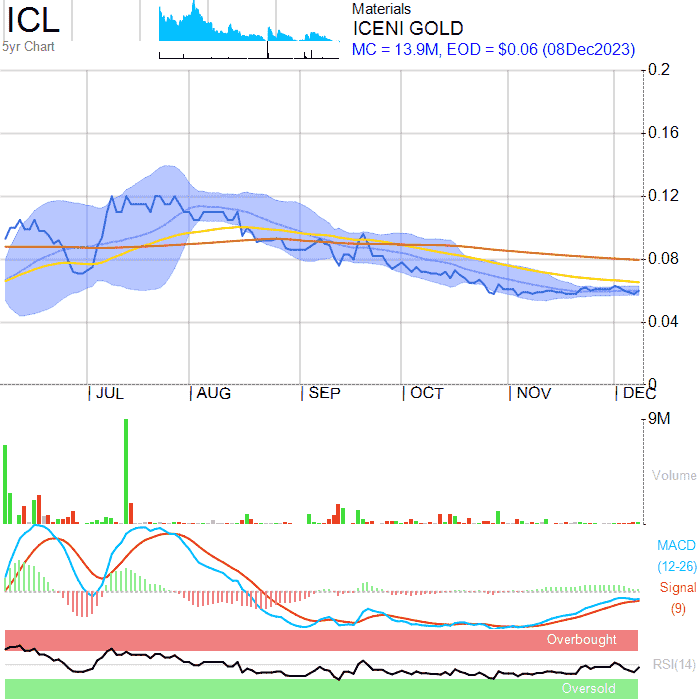 ICL
5yr Chart
Materials
ICENI GOLD
MC = 13.9M, EOD = $0.06 (08Dec2023)
0.2
0.16
0.12
0.08
0.04
0
JUL AUG SEP OCT NOV DEC
9M
Volume
MACD
(12-26)
Signal
(9)
Overbought
RSI(14)
Oversold